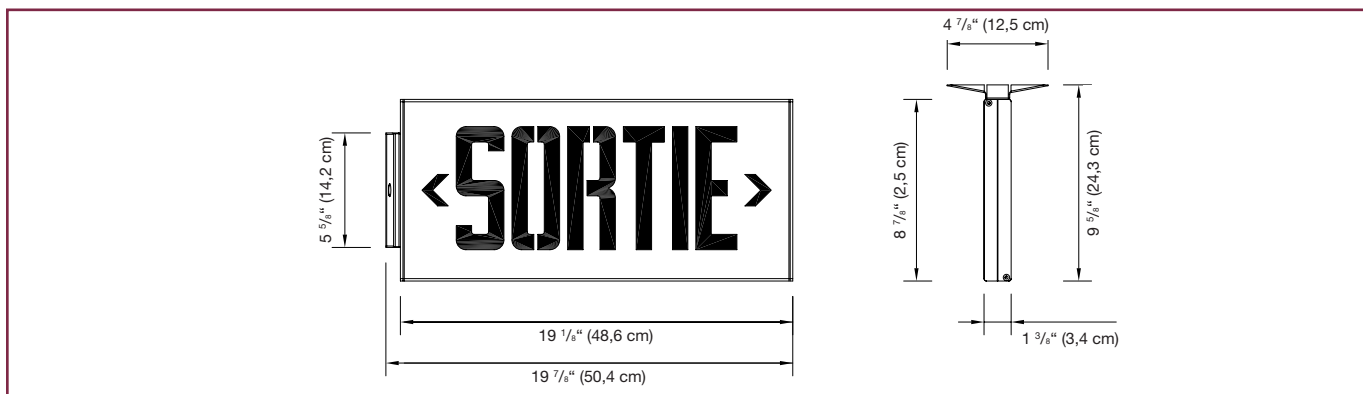 4 ⅞“ (12,5 cm)
SORTIE
5 ⅝“ (14,2 cm)
8 ⅞“ (2,5 cm)
9 ⅝“ (24,3 cm)
19 ⅛“ (48,6 cm)
1 ⅜“ (3,4 cm)
19 ⅞“ (50,4 cm)